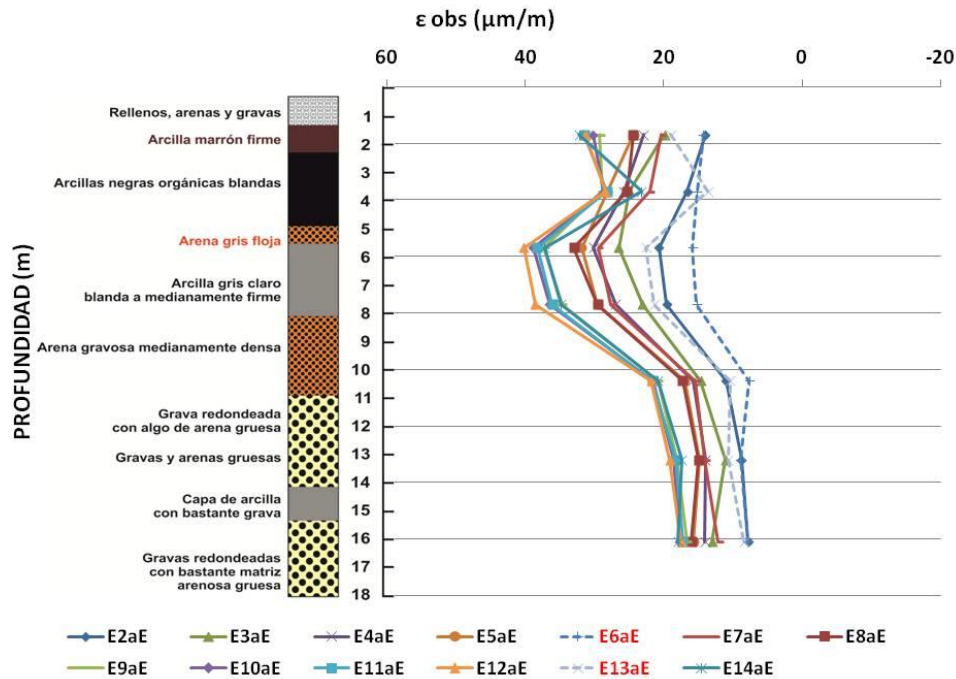 ε obs (µm/m)
60 40 20 0 -20
PROFUNDIDAD (m)
Rellenos, arenas y gravas
Arcilla marrón firme
Arcillas negras orgánicas blandas
Arena gris floja
Arcilla gris claro
blanda a medianamente firme
Arena gravosa medianamente densa
Grava redondeada
con algo de arena gruesa
Gravas y arenas gruesas
Capa de arcilla
con bastante grava
Gravas redondeadas
con bastante matriz
arenosa gruesa
1
2
3
4
5
6
7
8
9
10
11
12
13
14
15
16
17
18
E2aE E3aE E4aE E5aE E6aE E7aE E8aE
E9aE E10aE E11aE E12aE E13aE E14aE